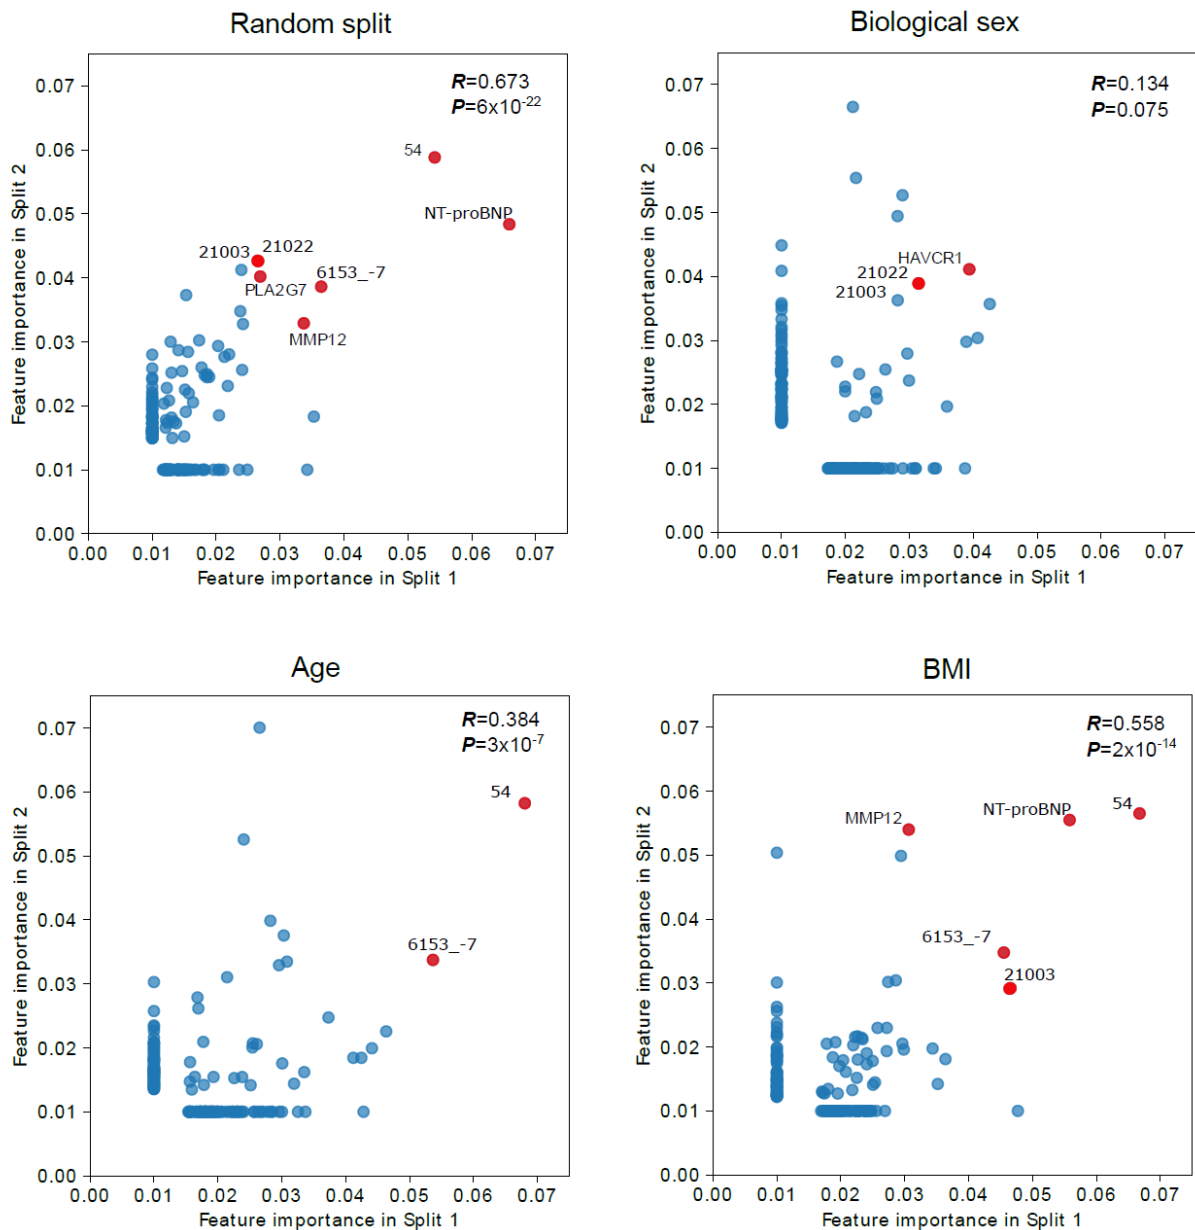 Random split
R=0.673
P=6x10-22
0.07
0.06
0.05
0.04
0.03
0.02
0.01
0.00
Feature importance in Split 2
54
NT-proBNP
21003 21022
PLA2G7
6153_-7
MMP12
0.00 0.01 0.02 0.03 0.04 0.05 0.06 0.07
Feature importance in Split 1
Biological sex
R=0.134
P=0.075
0.07
0.06
0.05
0.04
0.03
0.02
0.01
0.00
Feature importance in Split 2
HAVCR1
21022
21003
0.00 0.01 0.02 0.03 0.04 0.05 0.06 0.07
Feature importance in Split 1
Age
R=0.384
P=3x10-7
0.07
0.06
0.05
0.04
0.03
0.02
0.01
0.00
Feature importance in Split 2
54
6153_-7
0.00 0.01 0.02 0.03 0.04 0.05 0.06 0.07
Feature importance in Split 1
BMI
R=0.558
P=2x10-14
0.07
0.06
0.05
0.04
0.03
0.02
0.01
0.00
Feature importance in Split 2
MMP12
NT-proBNP
54
6153_-7
21003
0.00 0.01 0.02 0.03 0.04 0.05 0.06 0.07
Feature importance in Split 1